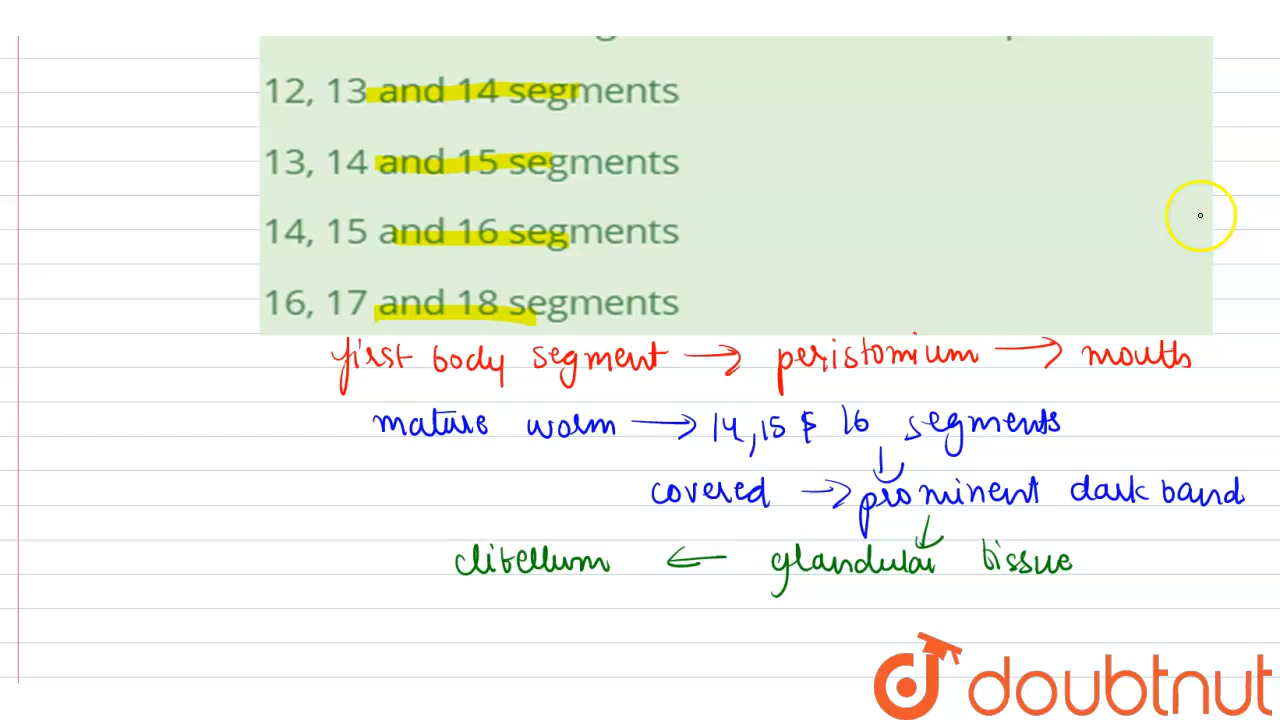 12, 13 and 14 segments
13, 14 and 15 segments
14, 15 and 16 segments
16, 17 and 18 segments
first body segment → peristomium → mouth
mature worm → 14, 15 & 16 segments
covered → prominent dark band
clitellum ← glandular tissue
doubtnut